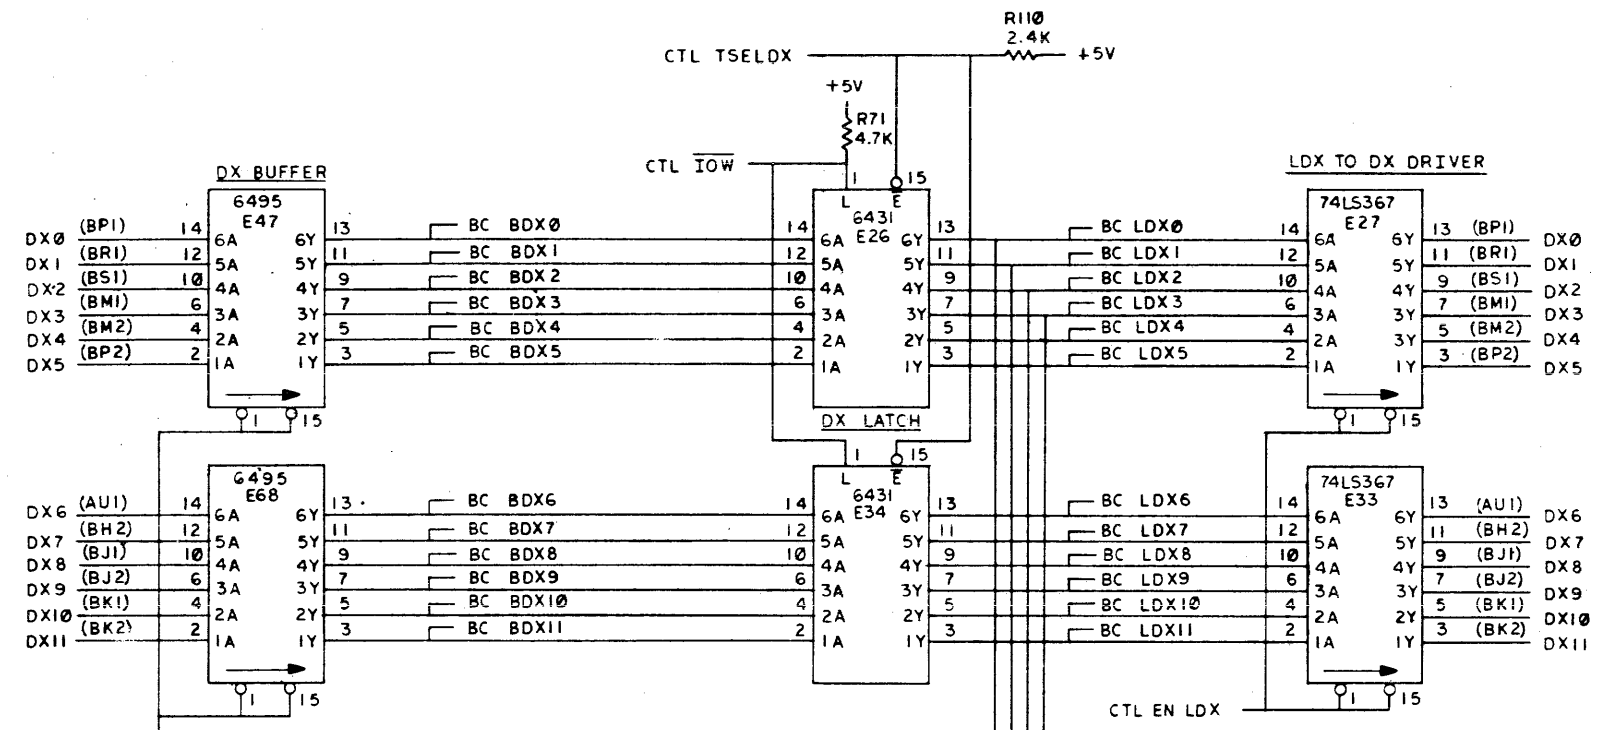 R110
2.4K
CTL TSELDX
+5V
+5V
R71
4.7K
CTL IOW
DX BUFFER
LDX TO DX DRIVER
1
15
6495
E47
L
E
6431
E26
74LS367
E27
DX0 (BP1) 14 6A 6Y 13 BC BDX0 14 6A 6Y 13 BC LDX0 14 6A 6Y 13 (BP1) DX0
DX1 (BR1) 12 5A 5Y 11 BC BDX1 12 5A 5Y 11 BC LDX1 12 5A 5Y 11 (BR1) DX1
DX2 (BS1) 10 4A 4Y 9 BC BDX2 10 4A 4Y 9 BC LDX2 10 4A 4Y 9 (BS1) DX2
DX3 (BM1) 6 3A 3Y 7 BC BDX3 6 3A 3Y 7 BC LDX3 6 3A 3Y 7 (BM1) DX3
DX4 (BM2) 4 2A 2Y 5 BC BDX4 4 2A 2Y 5 BC LDX4 4 2A 2Y 5 (BM2) DX4
DX5 (BP2) 2 1A 1Y 3 BC BDX5 2 1A 1Y 3 BC LDX5 2 1A 1Y 3 (BP2) DX5
1 15
DX LATCH
1 15
1 15
6495
E68
L
E
6431
E34
74LS367
E33
DX6 (AU1) 14 6A 6Y 13 BC BDX6 14 6A 6Y 13 BC LDX6 14 6A 6Y 13 (AU1) DX6
DX7 (BH2) 12 5A 5Y 11 BC BDX7 12 5A 5Y 11 BC LDX7 12 5A 5Y 11 (BH2) DX7
DX8 (BJ1) 10 4A 4Y 9 BC BDX8 10 4A 4Y 9 BC LDX8 10 4A 4Y 9 (BJ1) DX8
DX9 (BJ2) 6 3A 3Y 7 BC BDX9 6 3A 3Y 7 BC LDX9 6 3A 3Y 7 (BJ2) DX9
DX10 (BK1) 4 2A 2Y 5 BC BDX10 4 2A 2Y 5 BC LDX10 4 2A 2Y 5 (BK1) DX10
DX11 (BK2) 2 1A 1Y 3 BC BDX11 2 1A 1Y 3 BC LDX11 2 1A 1Y 3 (BK2) DX11
1 15
1 15
CTL EN LDX